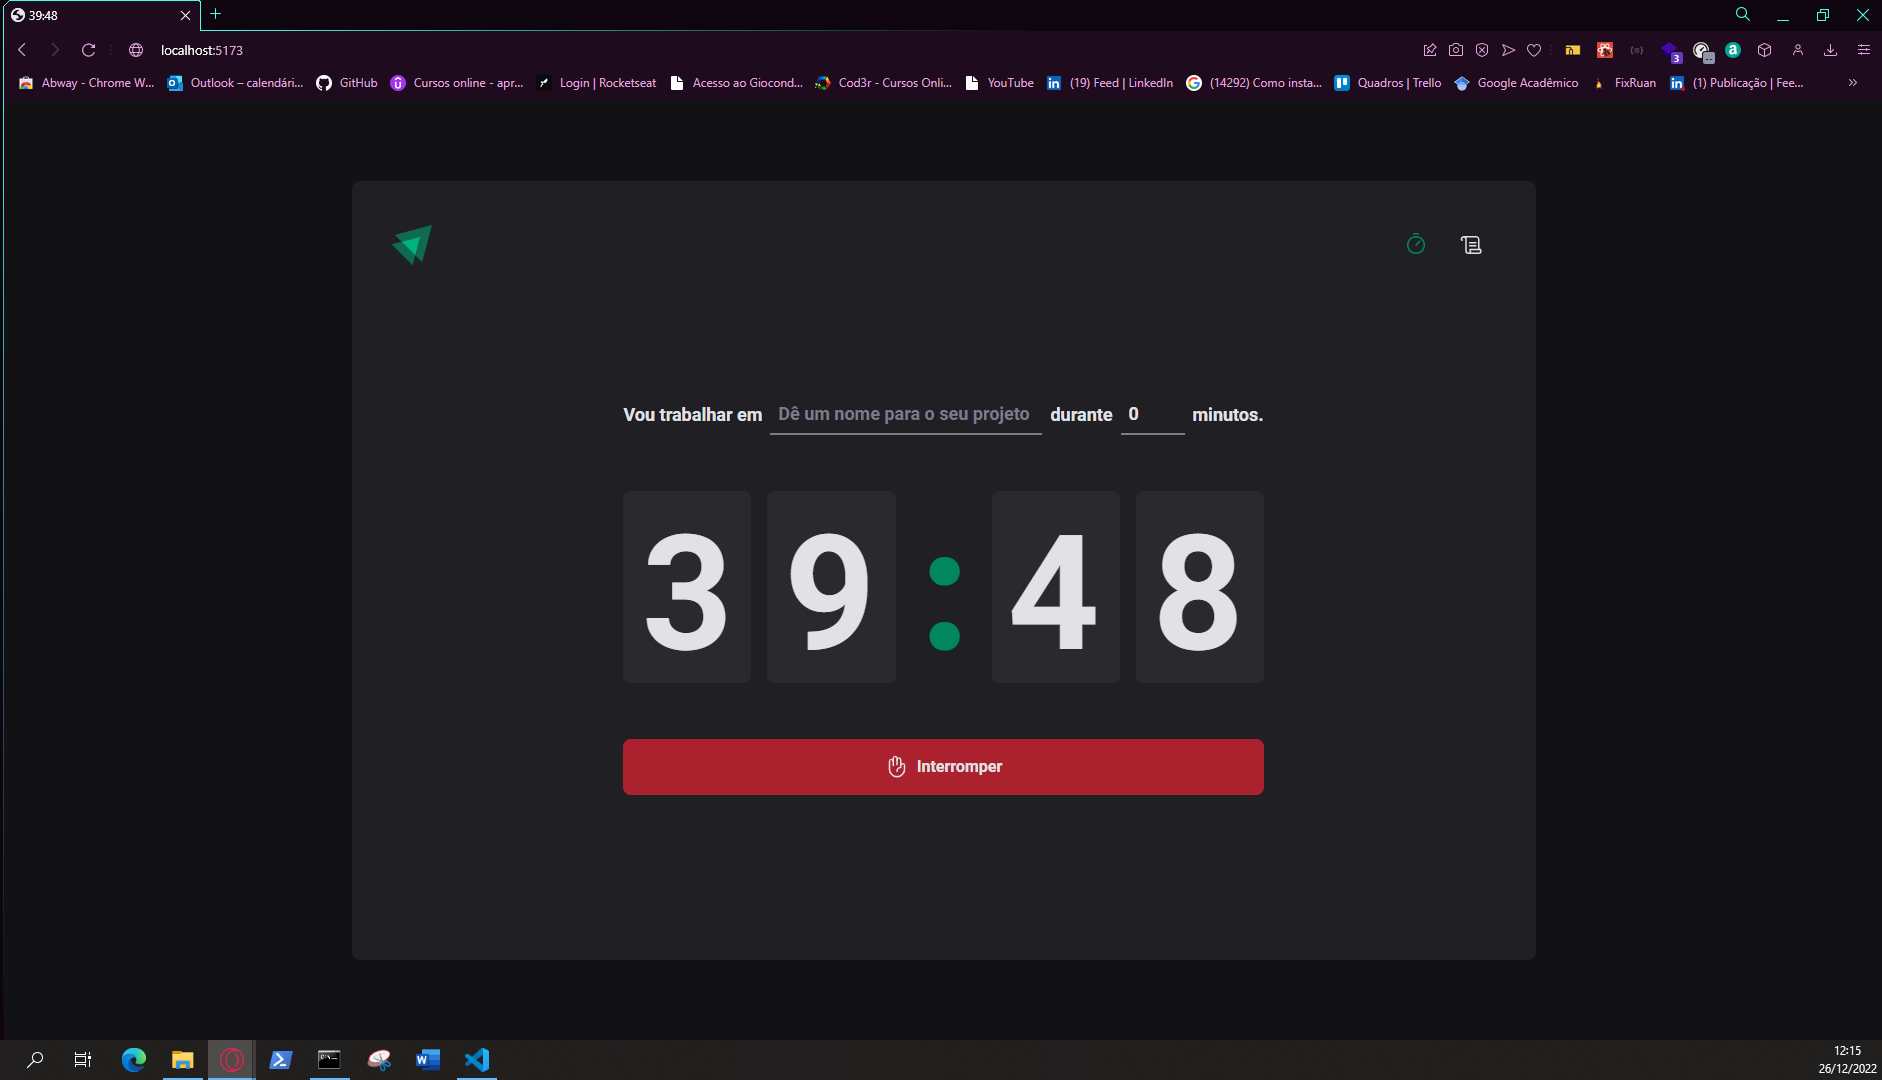 39:48
localhost:5173
3
Abway - Chrome W...
Outlook – calendári...
GitHub
Cursos online - apr...
Login | Rocketseat
Acesso ao Giocond...
Cod3r - Cursos Onli...
YouTube
(19) Feed | LinkedIn
(14292) Como insta...
Quadros | Trello
Google Acadêmico
FixRuan
(1) Publicação | Fee...
Vou trabalhar em Dê um nome para o seu projeto durante 0 minutos.
39:48
Interromper
12:15
26/12/2022